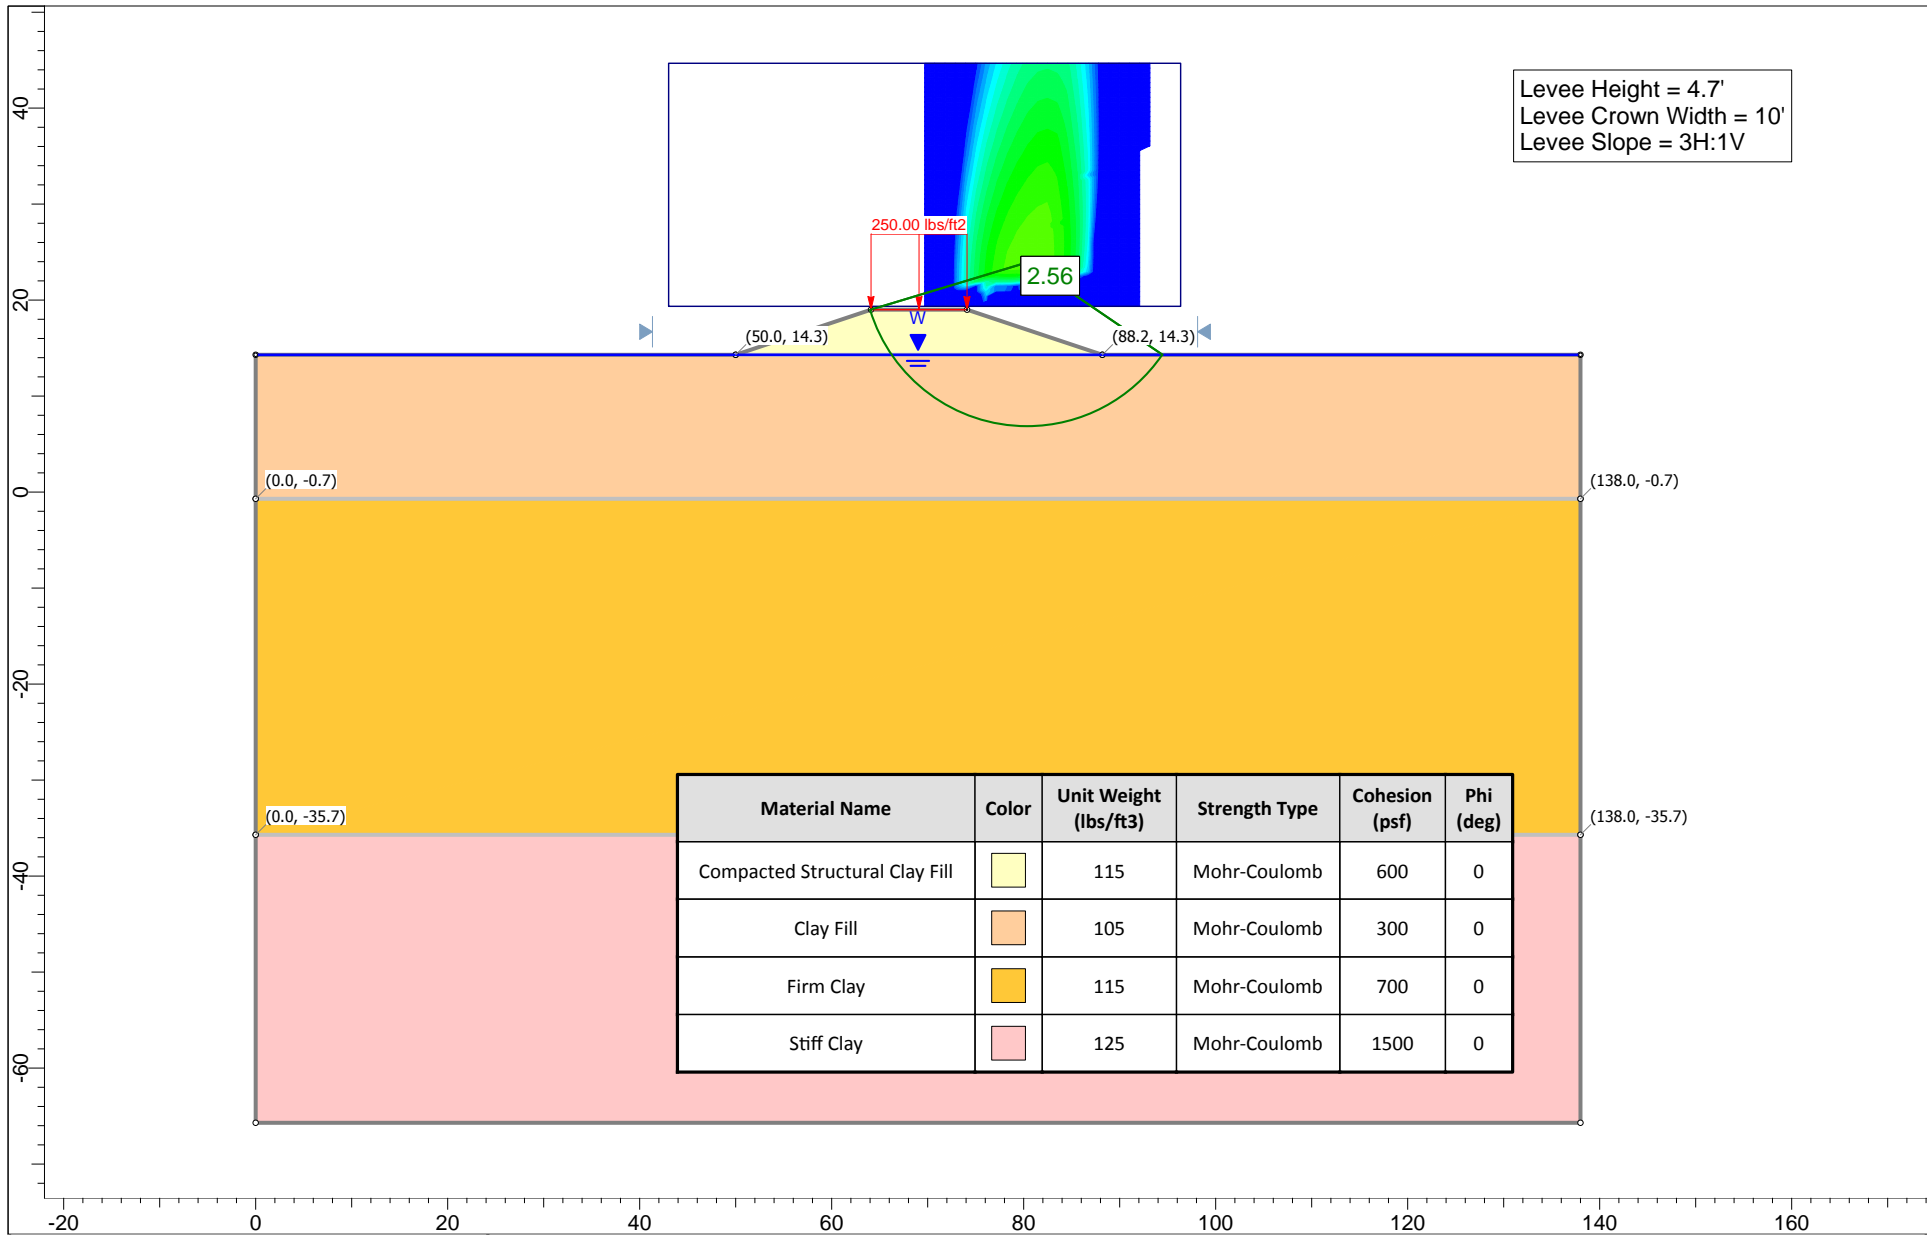 Levee Height = 4.7'
Levee Crown Width = 10'
Levee Slope = 3H:1V
250.00 lbs/ft2
2.56
W
(50.0, 14.3)
(88.2, 14.3)
(0.0, -0.7)
(138.0, -0.7)
(0.0, -35.7)
(138.0, -35.7)
Material Name Color Unit Weight (lbs/ft3) Strength Type Cohesion (psf) Phi (deg)
Compacted Structural Clay Fill 115 Mohr-Coulomb 600 0
Clay Fill 105 Mohr-Coulomb 300 0
Firm Clay 115 Mohr-Coulomb 700 0
Stiff Clay 125 Mohr-Coulomb 1500 0
40
20
0
-20
-40
-60
-20 0 20 40 60 80 100 120 140 160